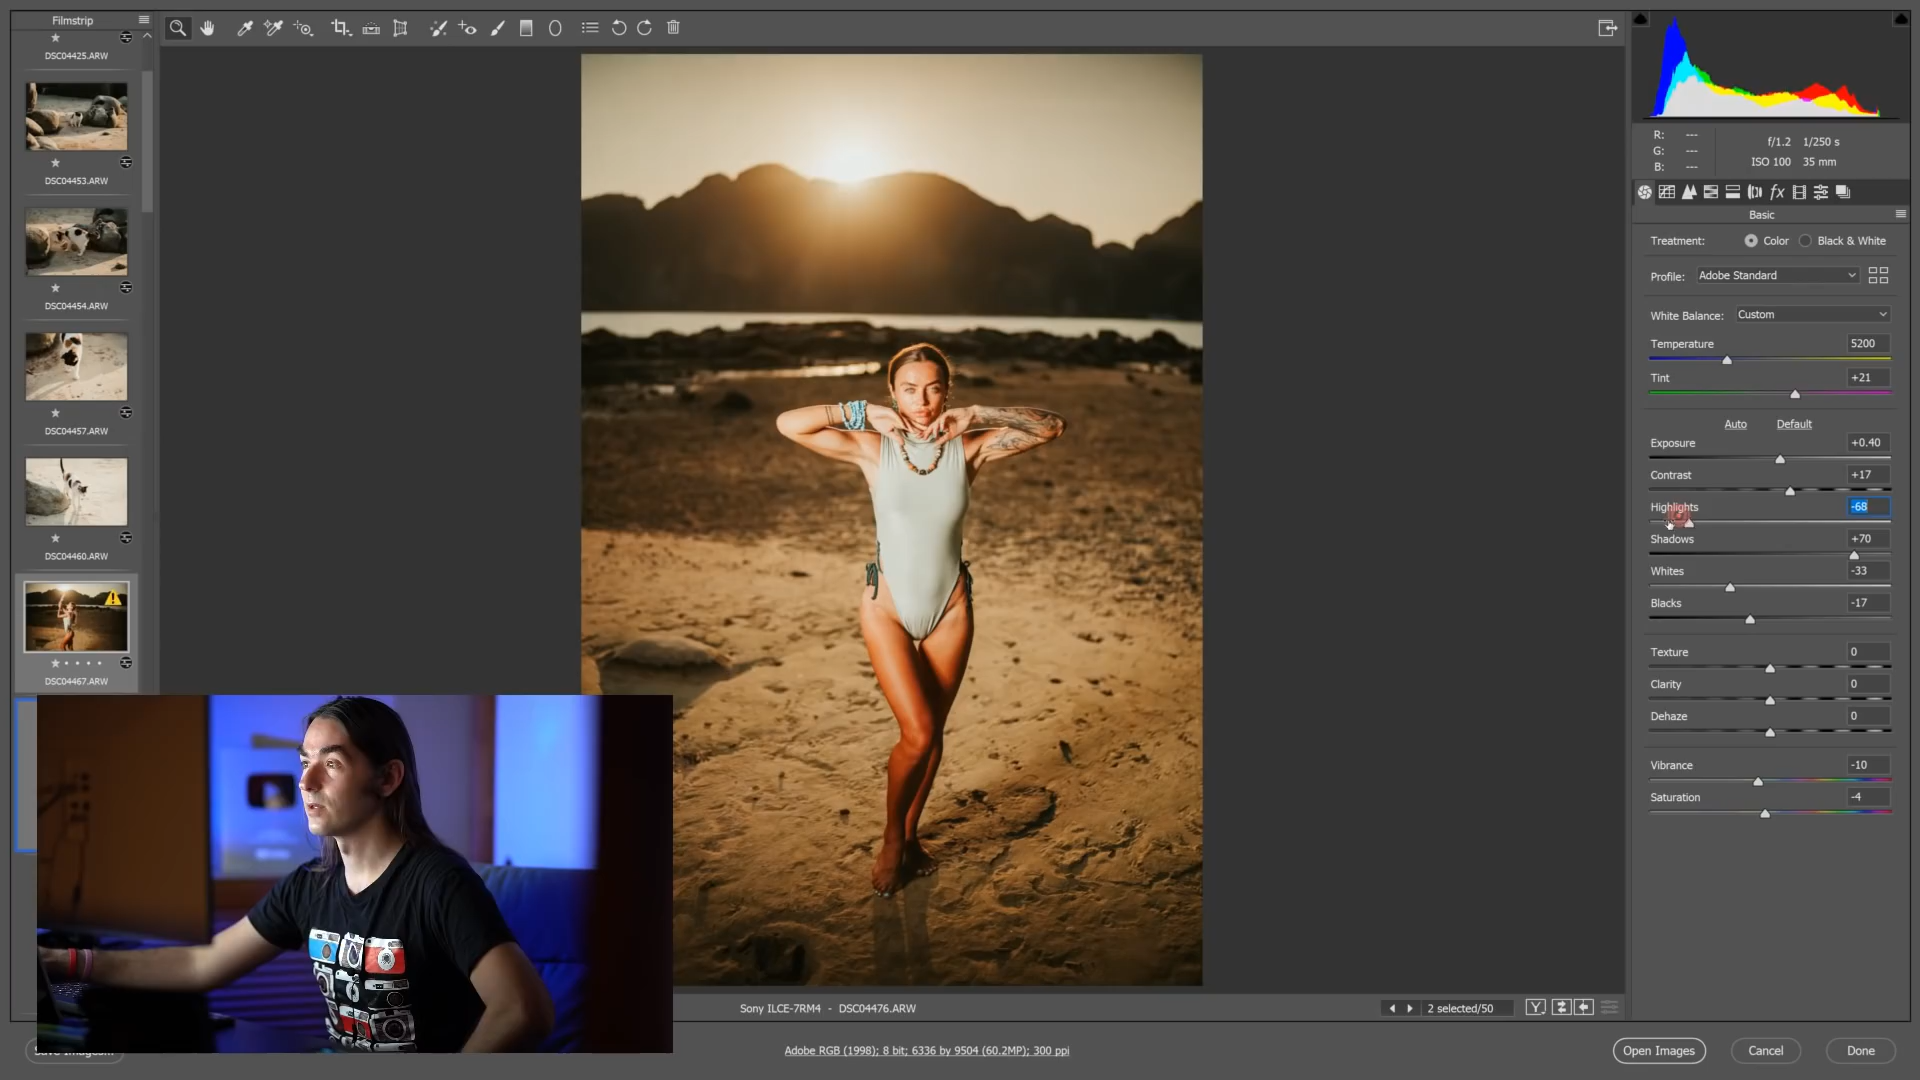 Filmstrip
DSC04425.ARW
DSC04453.ARW
DSC04454.ARW
DSC04457.ARW
DSC04460.ARW
DSC04467.ARW
R: ---
G: ---
B: ---
f/1.2 1/250 s
ISO 100 35 mm
fx
Basic
Treatment: Color Black & White
Profile: Adobe Standard
White Balance: Custom
Temperature 5200
Tint +21
Auto Default
Exposure +0.40
Contrast +17
Highlights -68
Shadows +70
Whites -33
Blacks -17
Texture 0
Clarity 0
Dehaze 0
Vibrance -10
Saturation -4
Sony ILCE-7RM4 - DSC04476.ARW
2 selected/50
Y
Save Images...
Adobe RGB (1998); 8 bit; 6336 by 9504 (60.2MP); 300 ppi
Open Images
Cancel
Done